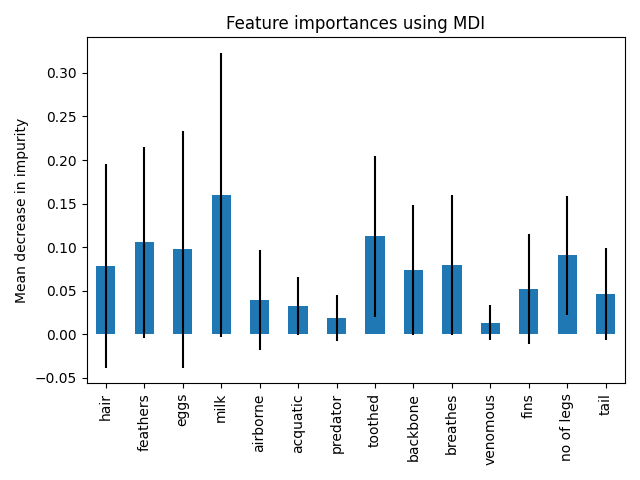 Feature importances using MDI
Mean decrease in impurity
0.30
0.25
0.20
0.15
0.10
0.05
0.00
−0.05
hair
feathers
eggs
milk
airborne
acquatic
predator
toothed
backbone
breathes
venomous
fins
no of legs
tail